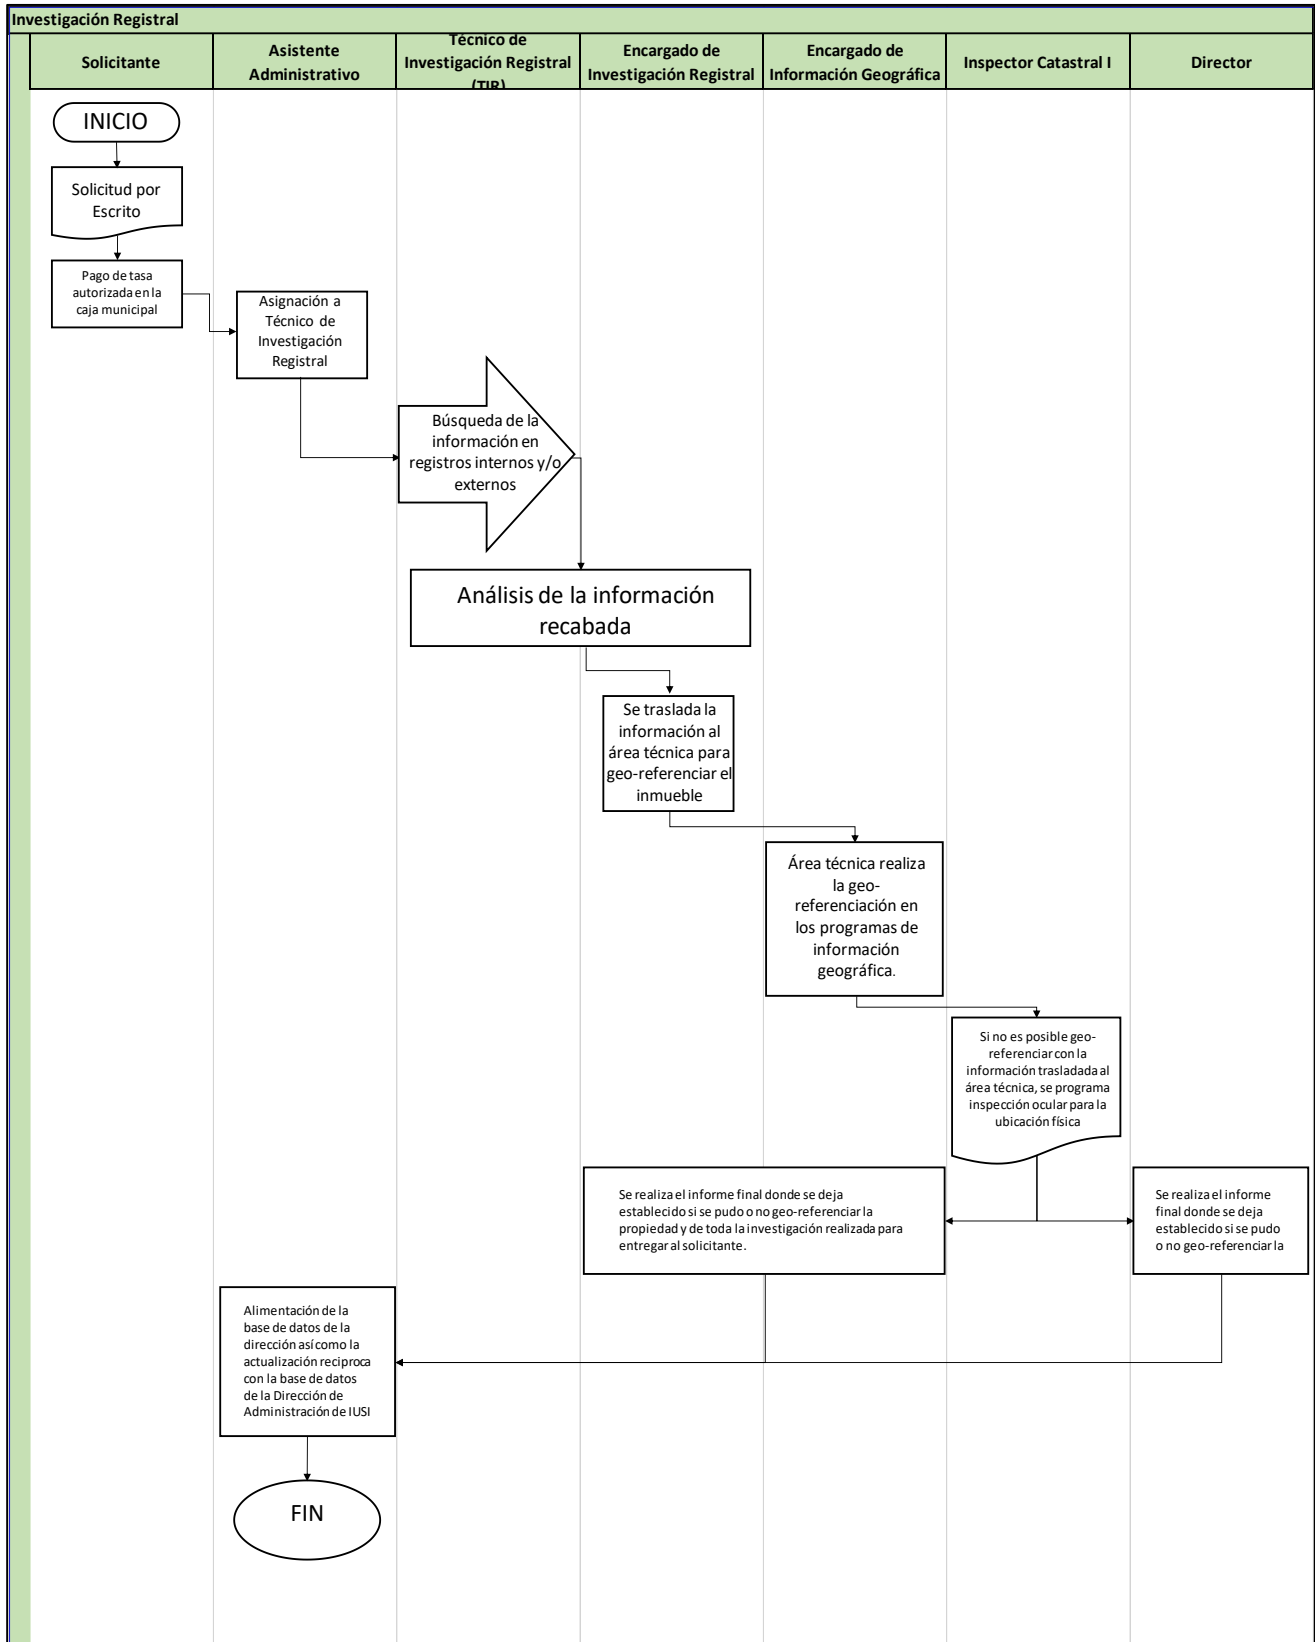 Investigación Registral
Solicitante
Asistente
Administrativo
Técnico de
Investigación Registral
(TIR)
Encargado de
Investigación Registral
Encargado de
Información Geográfica
Inspector Catastral I
Director
INICIO
Solicitud por
Escrito
Pago de tasa
autorizada en la
caja municipal
Asignación a
Técnico de
Investigación
Registral
Búsqueda de la
información en
registros internos y/o
externos
Análisis de la información
recabada
Se traslada la
información al
área técnica para
geo-referenciar el
inmueble
Área técnica realiza
la geo-
referenciación en
los programas de
información
geográfica.
Si no es posible geo-
referenciar con la
información trasladada al
área técnica, se programa
inspección ocular para la
ubicación física
Se realiza el informe final donde se deja
establecido si se pudo o no geo-referenciar la
propiedad y de toda la investigación realizada para
entregar al solicitante.
Se realiza el informe
final donde se deja
establecido si se pudo
o no geo-referenciar la
Alimentación de la
base de datos de la
dirección así como la
actualización reciproca
con la base de datos
de la Dirección de
Administración de IUSI
FIN